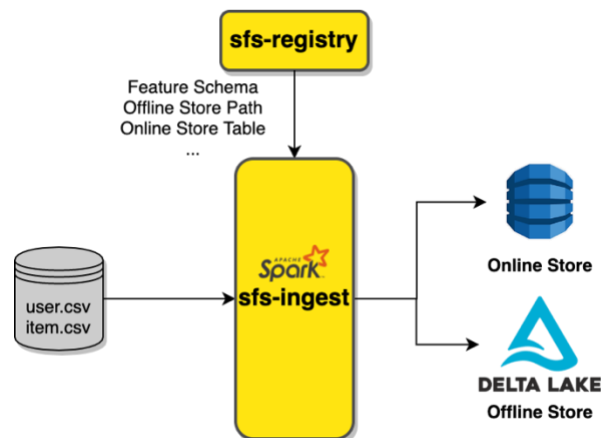 sfs-registry
Feature Schema
Offline Store Path
Online Store Table
...
APACHE
Spark
sfs-ingest
user.csv
item.csv
Online Store
DELTA LAKE
Offline Store